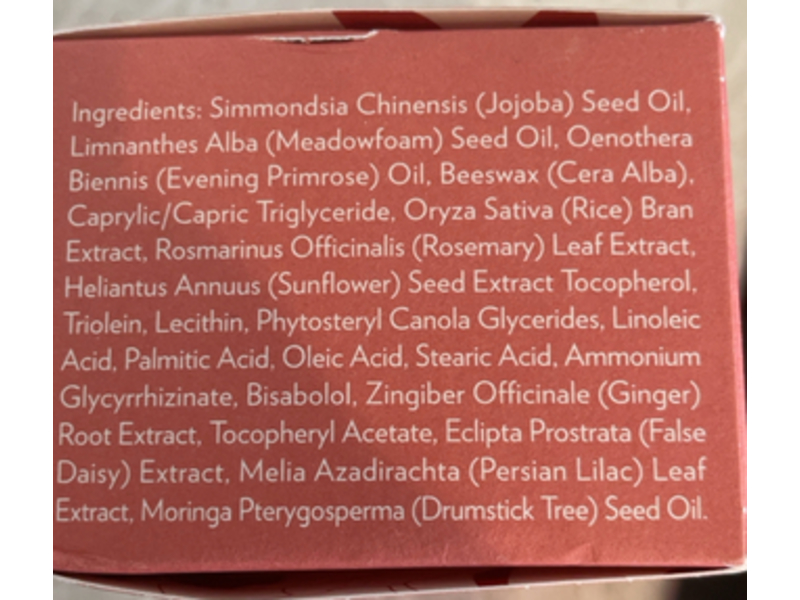 Ingredients: Simmondsia Chinensis (Jojoba) Seed Oil,
Limnanthes Alba (Meadowfoam) Seed Oil, Oenothera
Biennis (Evening Primrose) Oil, Beeswax (Cera Alba),
Caprylic/Capric Triglyceride, Oryza Sativa (Rice) Bran
Extract, Rosmarinus Officinalis (Rosemary) Leaf Extract,
Heliantus Annuus (Sunflower) Seed Extract Tocopherol,
Triolein, Lecithin, Phytosteryl Canola Glycerides, Linoleic
Acid, Palmitic Acid, Oleic Acid, Stearic Acid, Ammonium
Glycyrrhizinate, Bisabolol, Zingiber Officinale (Ginger)
Root Extract, Tocopheryl Acetate, Eclipta Prostrata (False
Daisy) Extract, Melia Azadirachta (Persian Lilac) Leaf
Extract, Moringa Pterygosperma (Drumstick Tree) Seed Oil.